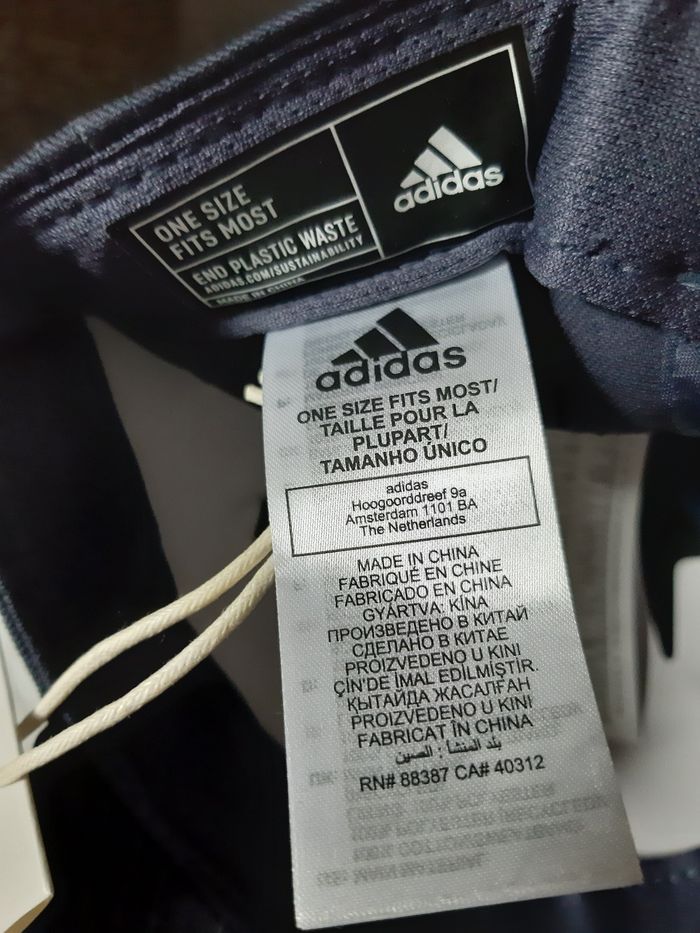 ONE SIZE
FITS MOST
END PLASTIC WASTE
ADIDAS.COM/SUSTAINABILITY
MADE IN CHINA
adidas
adidas
ONE SIZE FITS MOST/
TAILLE POUR LA
PLUPART/
TAMANHO ÚNICO
adidas
Hoogoorddreef 9a
Amsterdam 1101 BA
The Netherlands
MADE IN CHINA
FABRIQUÉ EN CHINE
FABRICADO EN CHINA
GYÁRTVA: KÍNA
ПРОИЗВЕДЕНО В КИТАЙ
СДЕЛАНО В КИТАЕ
PROIZVEDENO U KINI
ÇİN'DE İMAL EDİLMİŞTİR.
ҚЫТАЙДА ЖАСАЛҒАН
PROIZVEDENO U KINI
FABRICAT ÎN CHINA
بلد المنشا : الصين
RN# 88387 CA# 40312